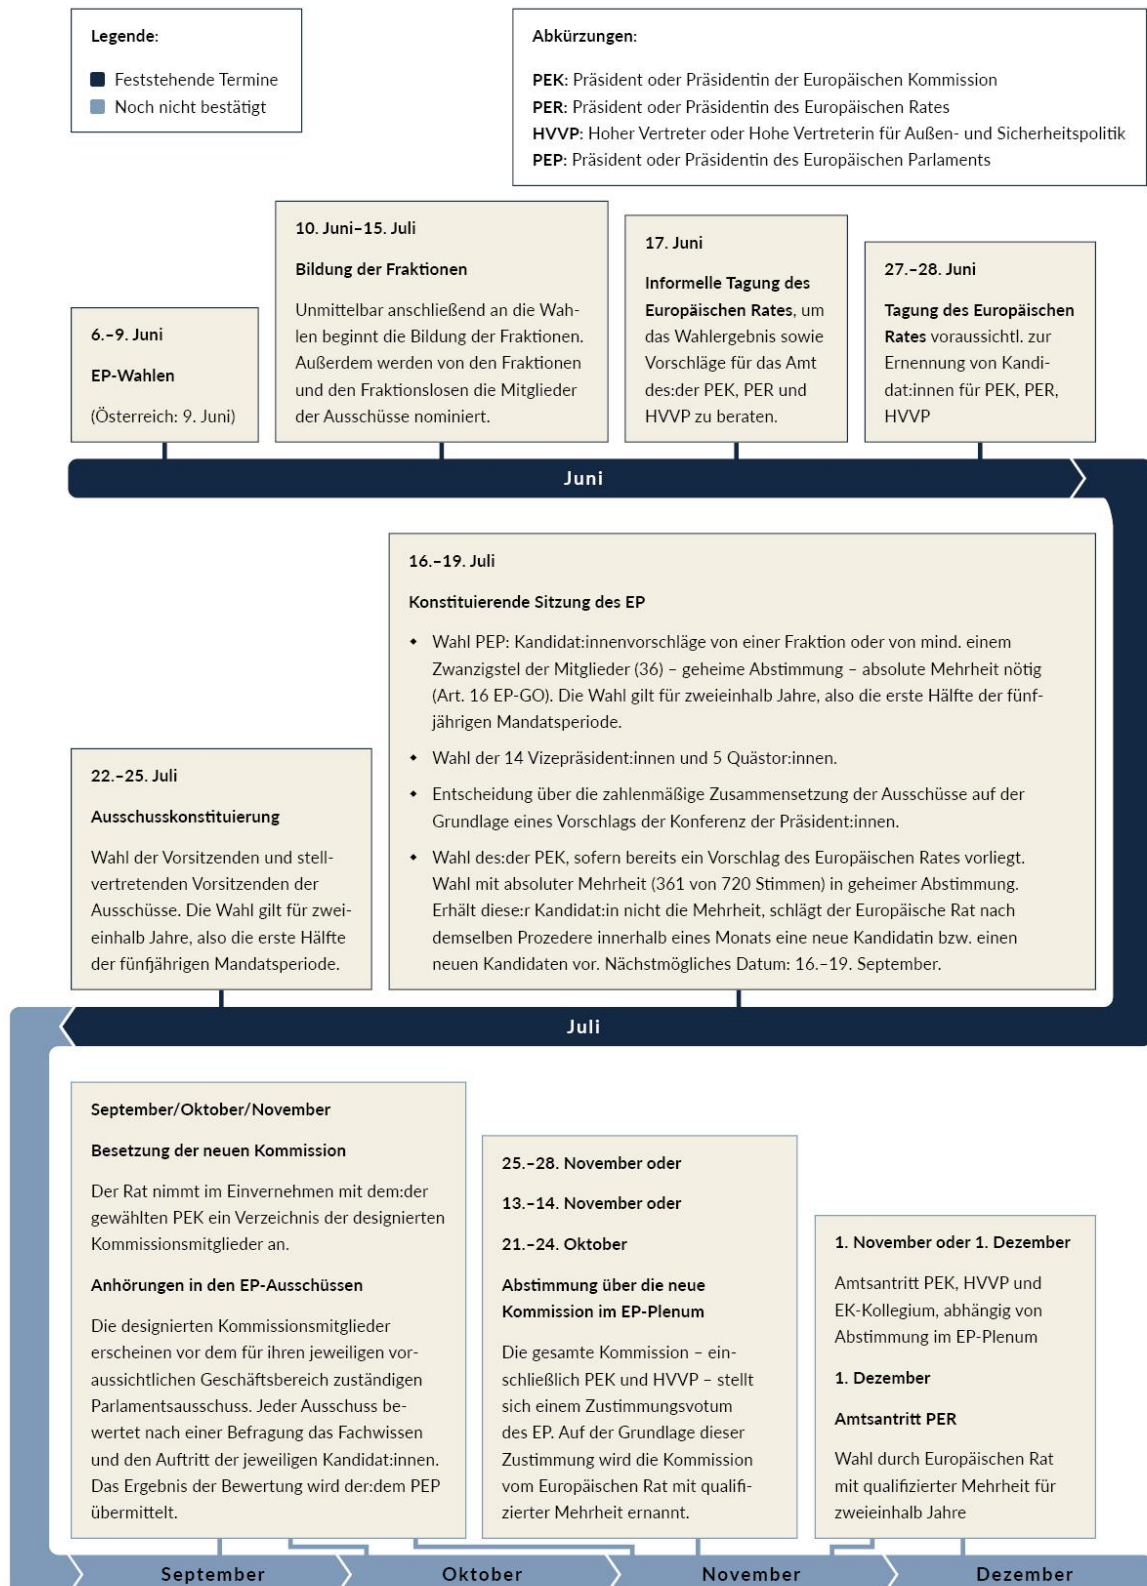 Legende:
Feststehende Termine
Noch nicht bestätigt
Abkürzungen:
PEK: Präsident oder Präsidentin der Europäischen Kommission
PER: Präsident oder Präsidentin des Europäischen Rates
HVVP: Hoher Vertreter oder Hohe Vertreterin für Außen- und Sicherheitspolitik
PEP: Präsident oder Präsidentin des Europäischen Parlaments
6.–9. Juni
EP-Wahlen
(Österreich: 9. Juni)
10. Juni–15. Juli
Bildung der Fraktionen
Unmittelbar anschließend an die Wah-
len beginnt die Bildung der Fraktionen.
Außerdem werden von den Fraktionen
und den Fraktionslosen die Mitglieder
der Ausschüsse nominiert.
17. Juni
Informelle Tagung des
Europäischen Rates, um
das Wahlergebnis sowie
Vorschläge für das Amt
des:der PEK, PER und
HVVP zu beraten.
27.–28. Juni
Tagung des Europäischen
Rates voraussichtl. zur
Ernennung von Kandi-
dat:innen für PEK, PER,
HVVP
Juni
16.–19. Juli
Konstituierende Sitzung des EP
• Wahl PEP: Kandidat:innenvorschläge von einer Fraktion oder von mind. einem
Zwanzigstel der Mitglieder (36) – geheime Abstimmung – absolute Mehrheit nötig
(Art. 16 EP-GO). Die Wahl gilt für zweieinhalb Jahre, also die erste Hälfte der fünf-
jährigen Mandatsperiode.
• Wahl der 14 Vizepräsident:innen und 5 Quästor:innen.
• Entscheidung über die zahlenmäßige Zusammensetzung der Ausschüsse auf der
Grundlage eines Vorschlags der Konferenz der Präsident:innen.
• Wahl des:der PEK, sofern bereits ein Vorschlag des Europäischen Rates vorliegt.
Wahl mit absoluter Mehrheit (361 von 720 Stimmen) in geheimer Abstimmung.
Erhält diese:r Kandidat:in nicht die Mehrheit, schlägt der Europäische Rat nach
demselben Prozedere innerhalb eines Monats eine neue Kandidatin bzw. einen
neuen Kandidaten vor. Nächstmögliches Datum: 16.–19. September.
22.–25. Juli
Ausschusskonstituierung
Wahl der Vorsitzenden und stell-
vertretenden Vorsitzenden der
Ausschüsse. Die Wahl gilt für zwei-
einhalb Jahre, also die erste Hälfte
der fünfjährigen Mandatsperiode.
Juli
September/Oktober/November
Besetzung der neuen Kommission
Der Rat nimmt im Einvernehmen mit dem:der
gewählten PEK ein Verzeichnis der designierten
Kommissionsmitglieder an.
Anhörungen in den EP-Ausschüssen
Die designierten Kommissionsmitglieder
erscheinen vor dem für ihren jeweiligen vor-
aussichtlichen Geschäftsbereich zuständigen
Parlamentsausschuss. Jeder Ausschuss be-
wertet nach einer Befragung das Fachwissen
und den Auftritt der jeweiligen Kandidat:innen.
Das Ergebnis der Bewertung wird der:dem PEP
übermittelt.
25.–28. November oder
13.–14. November oder
21.–24. Oktober
Abstimmung über die neue
Kommission im EP-Plenum
Die gesamte Kommission – ein-
schließlich PEK und HVVP – stellt
sich einem Zustimmungsvotum
des EP. Auf der Grundlage dieser
Zustimmung wird die Kommission
vom Europäischen Rat mit qualifi-
zierter Mehrheit ernannt.
1. November oder 1. Dezember
Amtsantritt PEK, HVVP und
EK-Kollegium, abhängig von
Abstimmung im EP-Plenum
1. Dezember
Amtsantritt PER
Wahl durch Europäischen Rat
mit qualifizierter Mehrheit für
zweieinhalb Jahre
September
Oktober
November
Dezember